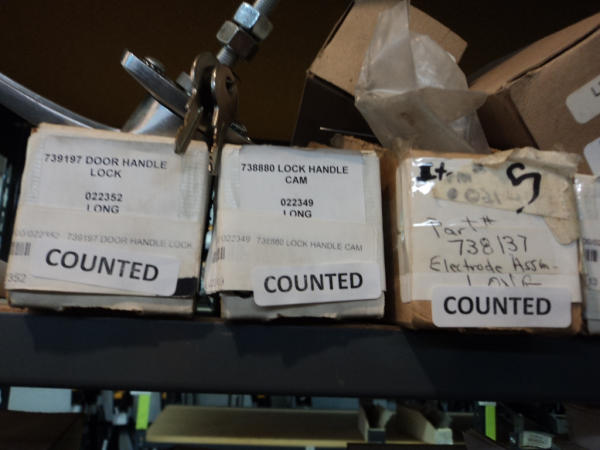 739197 DOOR HANDLE
LOCK
022352
LONG
739197 DOOR HANDLE LOCK
COUNTED
738880 LOCK HANDLE
CAM
022349
LONG
022349 738880 LOCK HANDLE CAM
COUNTED
Part#
738137
Electrode Assm-
COUNTED